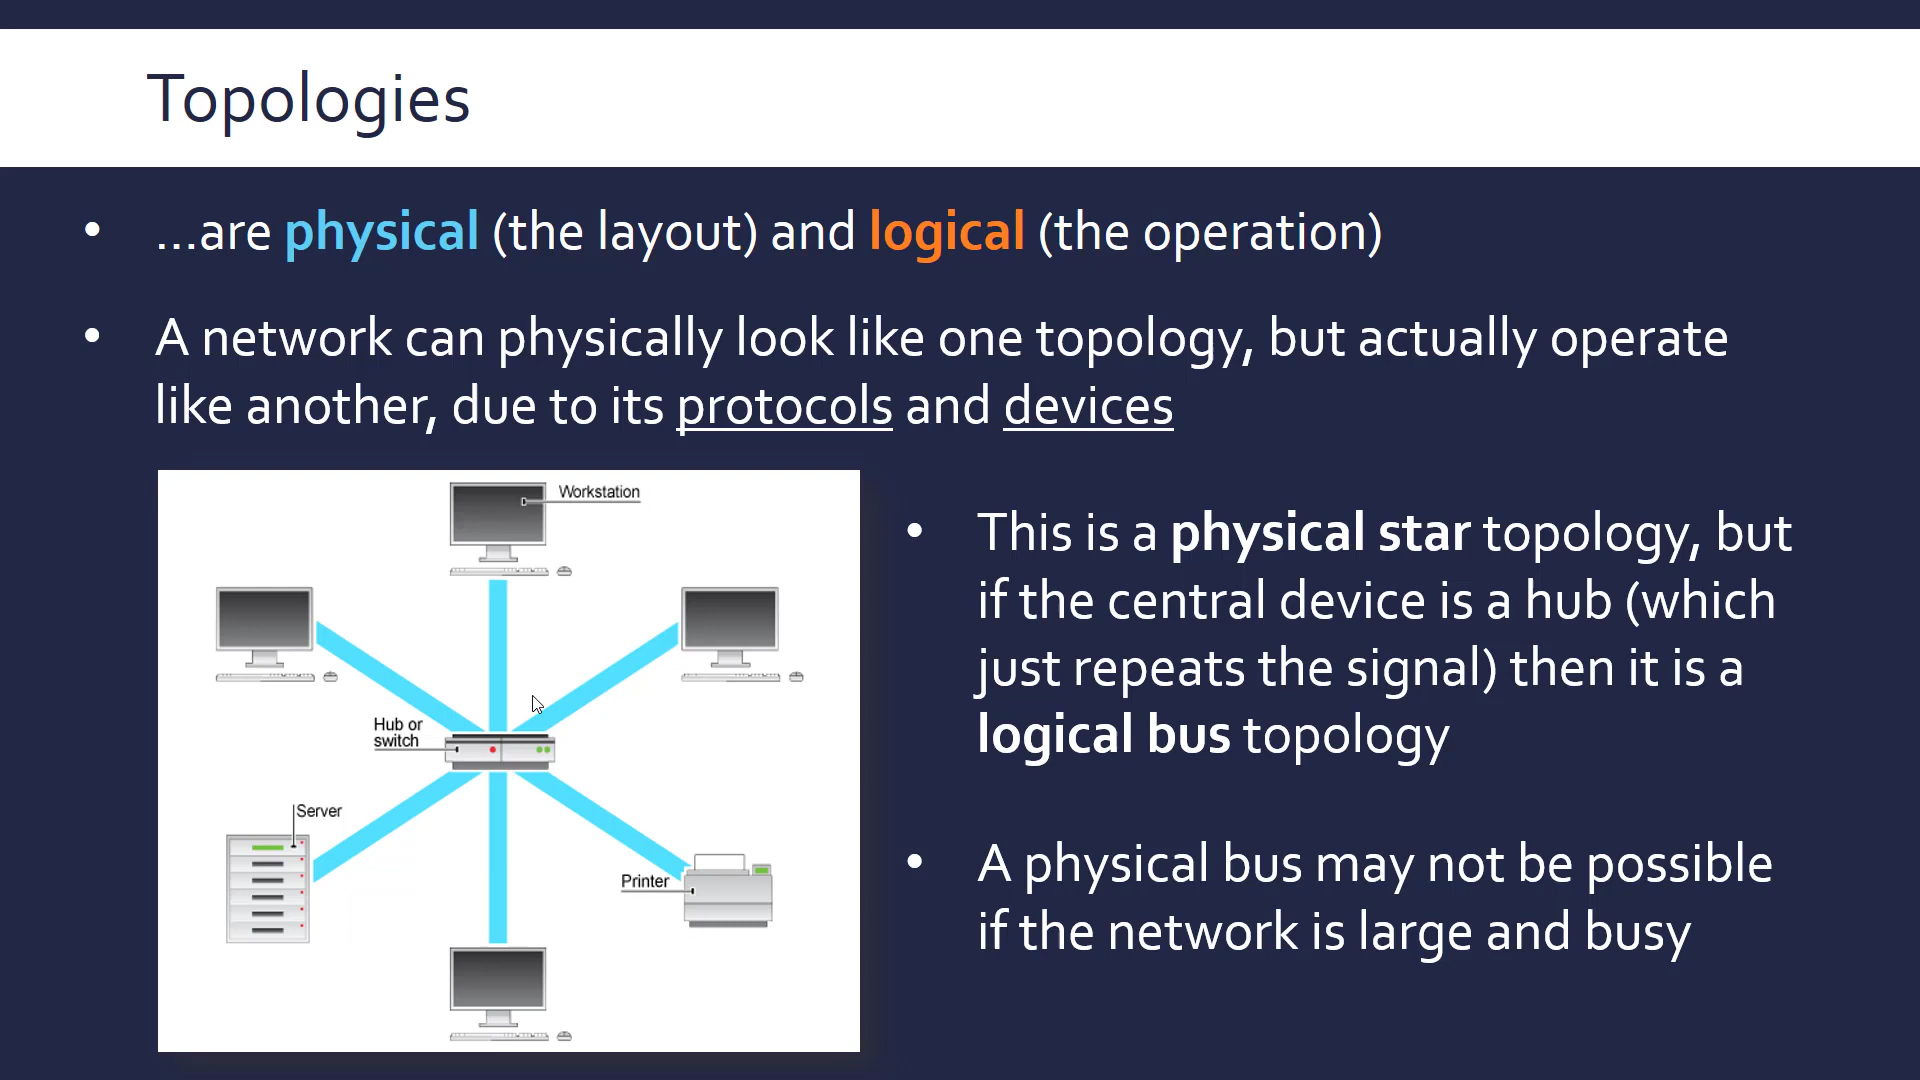 Topologies
• …are physical (the layout) and logical (the operation)
• A network can physically look like one topology, but actually operate
like another, due to its protocols and devices
Workstation
Hub or
switch
Server
Printer
• This is a physical star topology, but
if the central device is a hub (which
just repeats the signal) then it is a
logical bus topology
• A physical bus may not be possible
if the network is large and busy